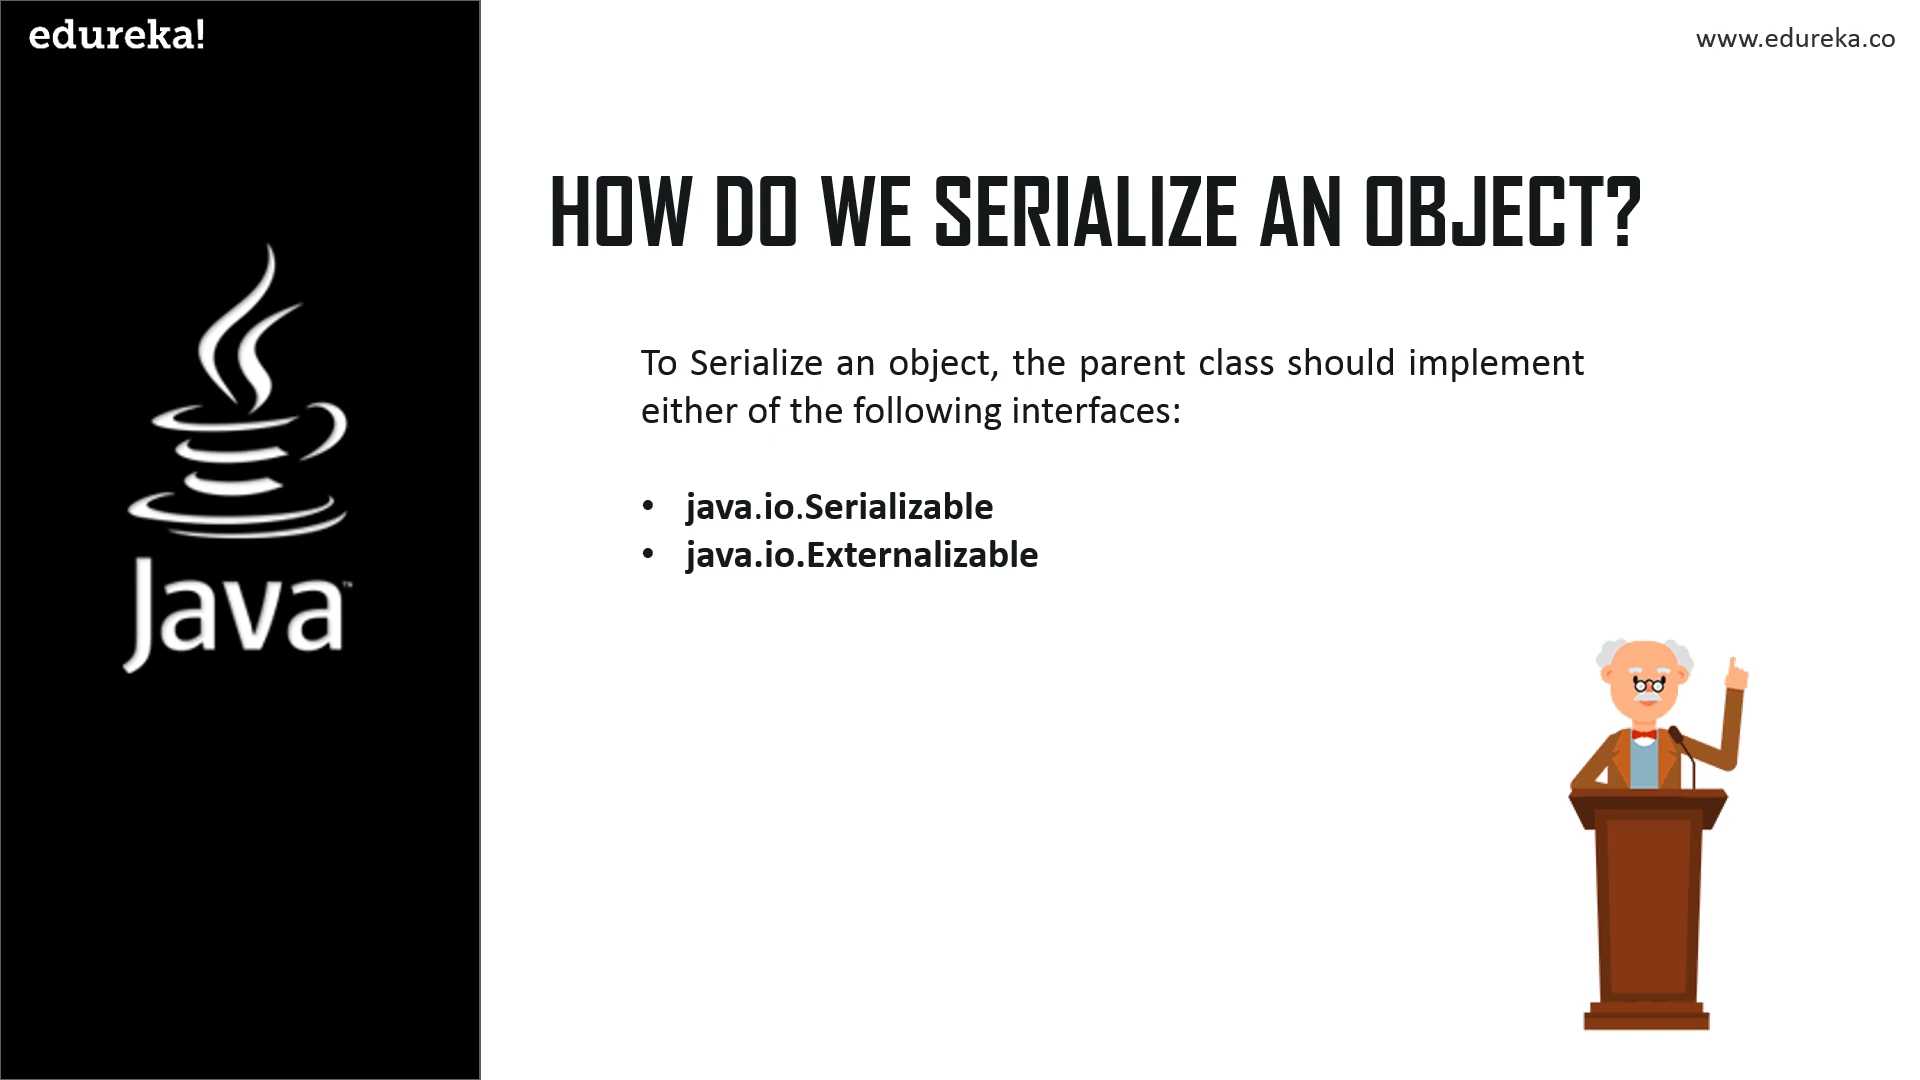 edureka!
www.edureka.co
HOW DO WE SERIALIZE AN OBJECT?
To Serialize an object, the parent class should implement
either of the following interfaces:
• java.io.Serializable
• java.io.Externalizable
Java™